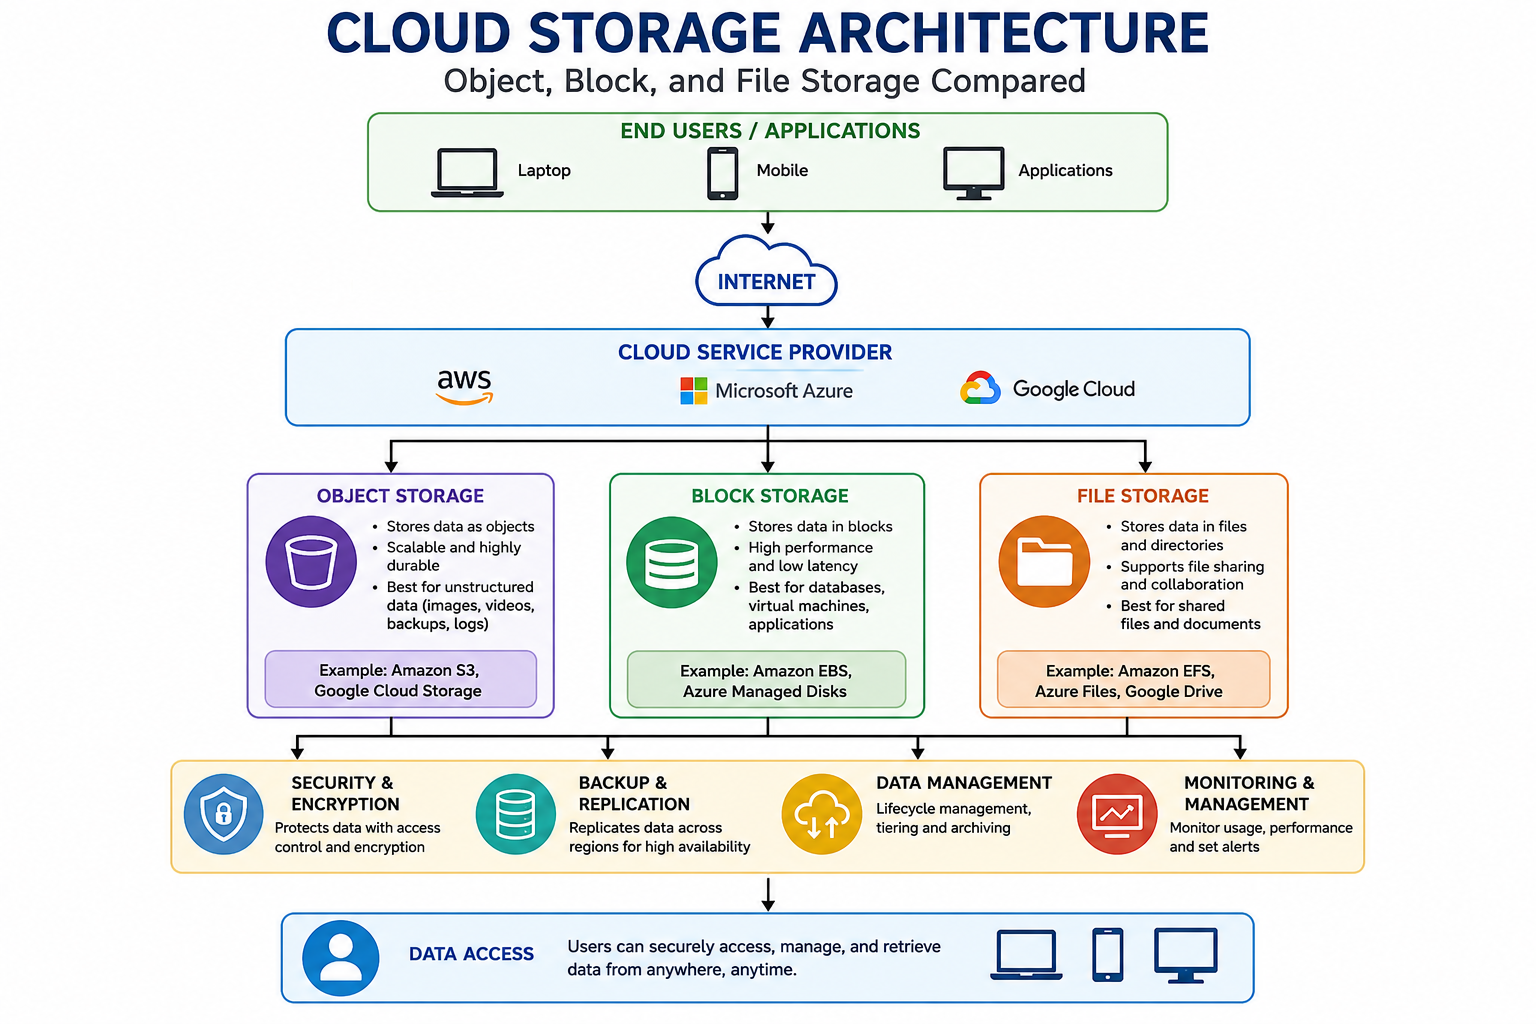 CLOUD STORAGE ARCHITECTURE
Object, Block, and File Storage Compared
END USERS / APPLICATIONS
Laptop
Mobile
Applications
INTERNET
CLOUD SERVICE PROVIDER
aws
Microsoft Azure
Google Cloud
OBJECT STORAGE
• Stores data as objects
• Scalable and highly
durable
• Best for unstructured
data (images, videos,
backups, logs)
Example: Amazon S3,
Google Cloud Storage
BLOCK STORAGE
• Stores data in blocks
• High performance
and low latency
• Best for databases,
virtual machines,
applications
Example: Amazon EBS,
Azure Managed Disks
FILE STORAGE
• Stores data in files
and directories
• Supports file sharing
and collaboration
• Best for shared
files and documents
Example: Amazon EFS,
Azure Files, Google Drive
SECURITY &
ENCRYPTION
Protects data with access
control and encryption
BACKUP &
REPLICATION
Replicates data across
regions for high availability
DATA MANAGEMENT
Lifecycle management,
tiering and archiving
MONITORING &
MANAGEMENT
Monitor usage, performance
and set alerts
DATA ACCESS
Users can securely access, manage, and retrieve
data from anywhere, anytime.